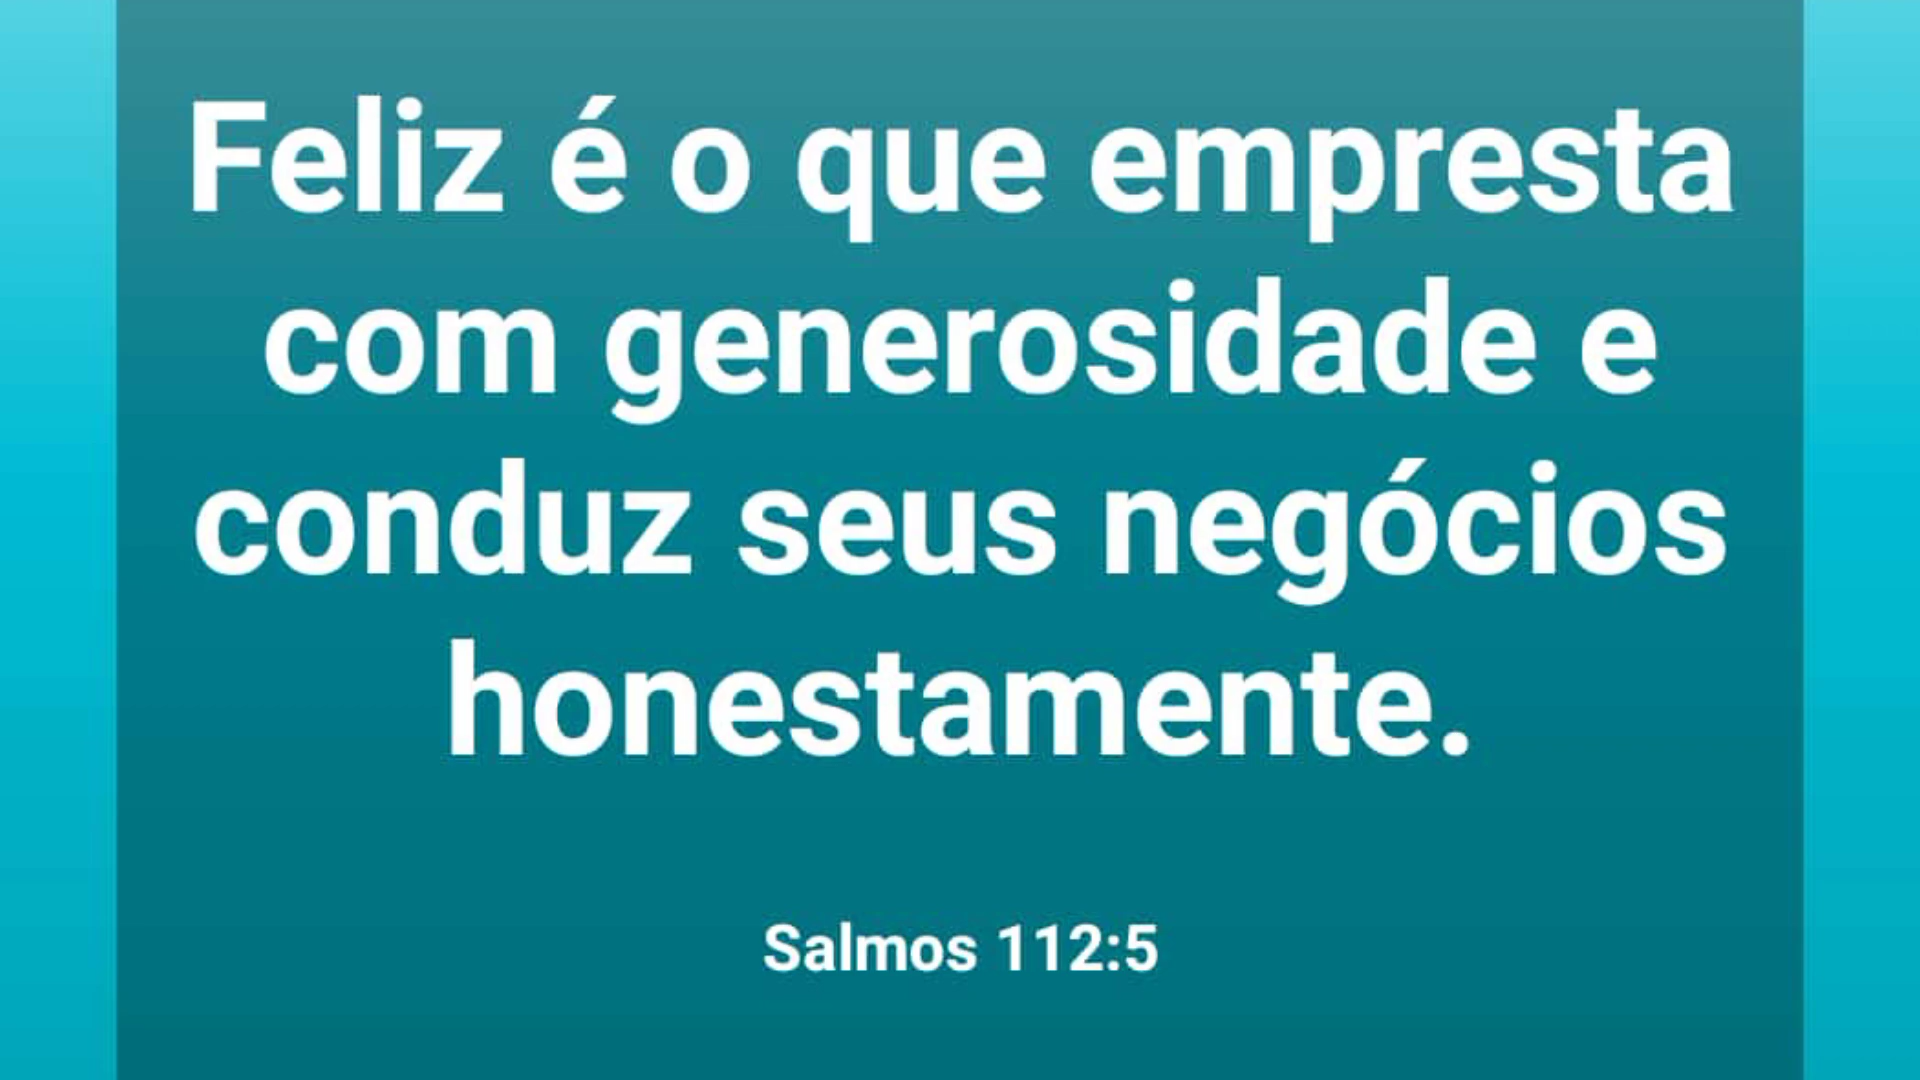 Feliz é o que empresta
com generosidade e
conduz seus negócios
honestamente.
Salmos 112:5